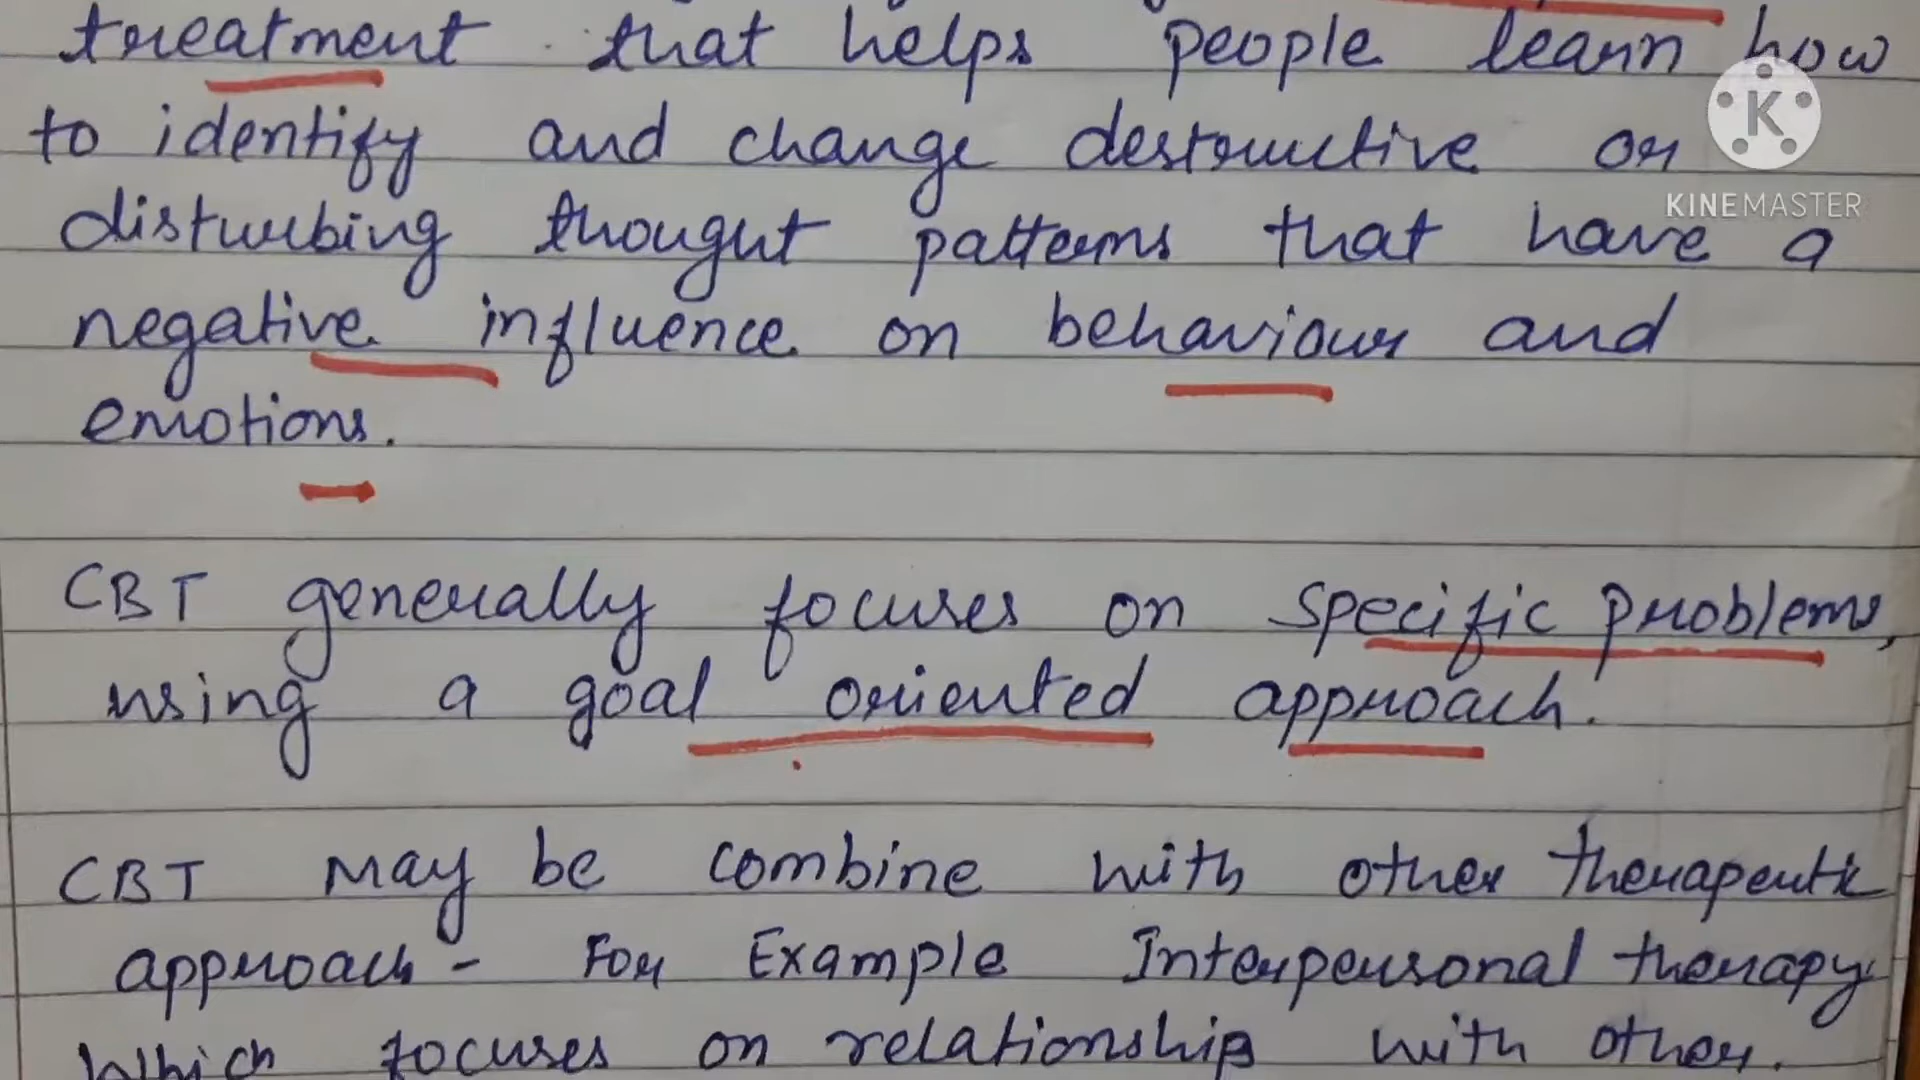 treatment that helps people learn how
to identify and change destructive or
disturbing thought patterns that have a
negative influence on behaviour and
emotions.
CBT generally focuses on specific problems,
using a goal oriented approach.
CBT May be combine with other therapeutic
approach - For Example Interpersonal therapy
Which focuses on relationship with other.
K
KINEMASTER